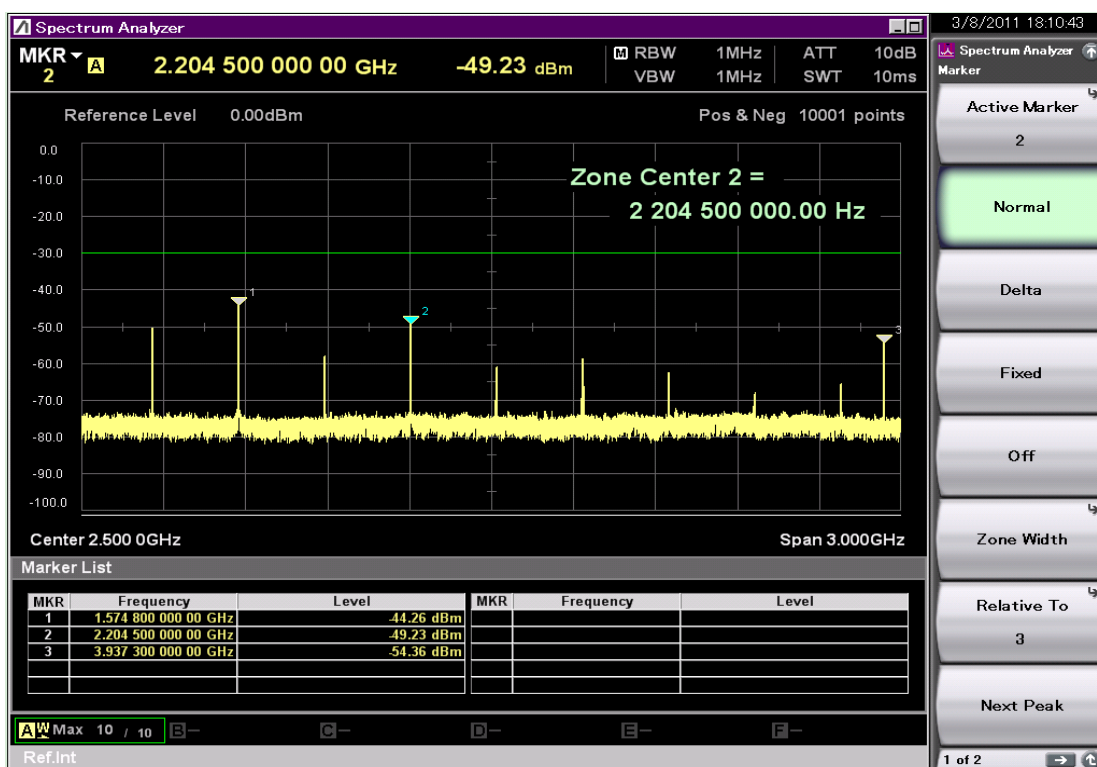 Spectrum Analyzer
3/8/2011 18:10:43
MKR A 2.204 500 000 00 GHz -49.23 dBm M RBW 1MHz ATT 10dB
2 VBW 1MHz SWT 10ms
Reference Level 0.00dBm Pos & Neg 10001 points
0.0
-10.0
-20.0
-30.0
-40.0
-50.0
-60.0
-70.0
-80.0
-90.0
-100.0
Zone Center 2 =
2 204 500 000.00 Hz
1
2
3
Center 2.500 0GHz Span 3.000GHz
Marker List
MKR Frequency Level MKR Frequency Level
1 1.574 800 000 00 GHz -44.26 dBm
2 2.204 500 000 00 GHz -49.23 dBm
3 3.937 300 000 00 GHz -54.36 dBm
A W Max 10 / 10 B- C- D- E- F-
Ref.Int
Spectrum Analyzer
Marker
Active Marker
2
Normal
Delta
Fixed
Off
Zone Width
Relative To
3
Next Peak
1 of 2